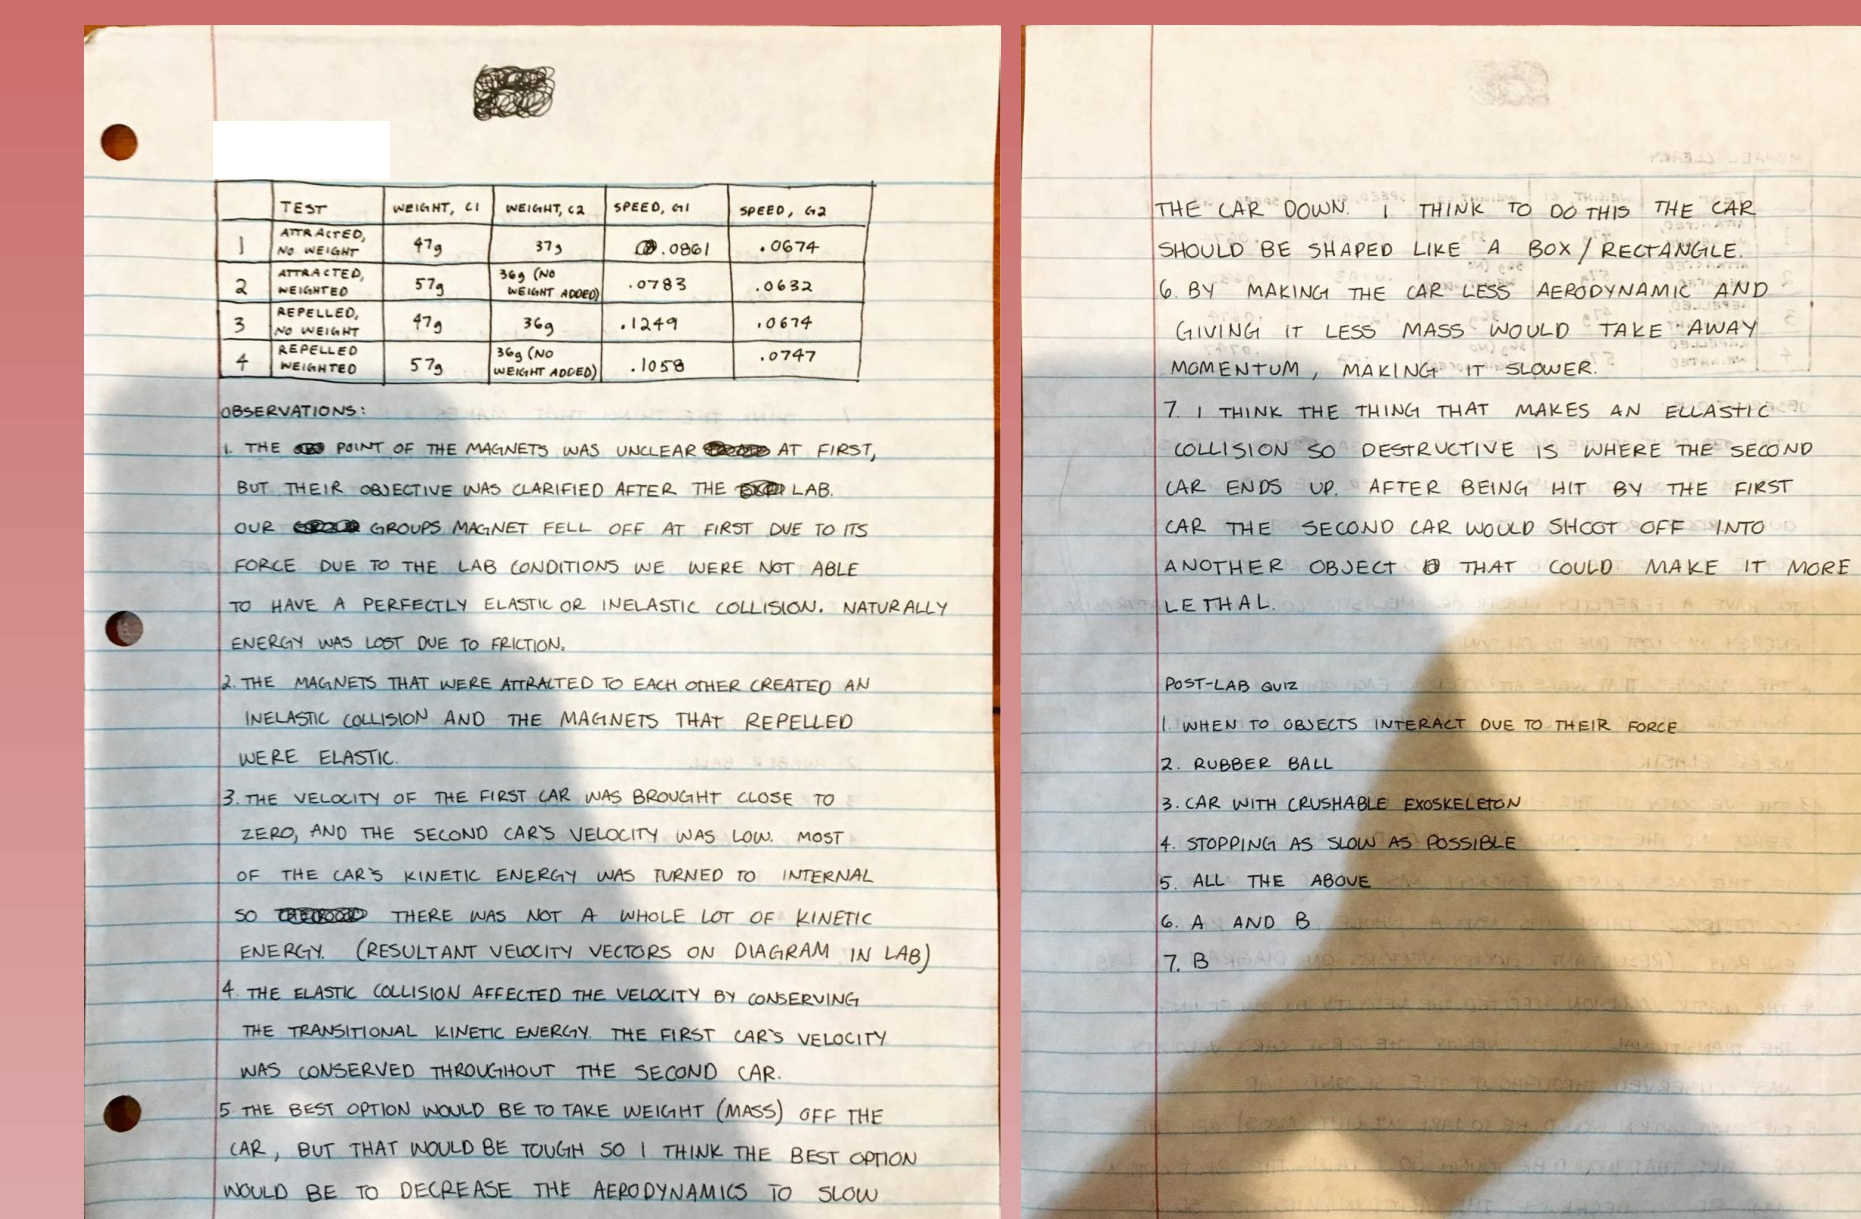 TEST WEIGHT, C1 WEIGHT, C2 SPEED, G1 SPEED, G2
1 ATTRACTED, NO WEIGHT 47g 37g .0861 .0674
2 ATTRACTED, WEIGHTED 57g 36g (NO WEIGHT ADDED) .0783 .0632
3 REPELLED, NO WEIGHT 47g 36g .1249 .0674
4 REPELLED WEIGHTED 57g 36g (NO WEIGHT ADDED) .1058 .0747
OBSERVATIONS:
1. THE POINT OF THE MAGNETS WAS UNCLEAR AT FIRST,
BUT THEIR OBJECTIVE WAS CLARIFIED AFTER THE LAB.
OUR GROUPS MAGNET FELL OFF AT FIRST DUE TO ITS
FORCE. DUE TO THE LAB CONDITIONS WE WERE NOT ABLE
TO HAVE A PERFECTLY ELASTIC OR INELASTIC COLLISION. NATURALLY
ENERGY WAS LOST DUE TO FRICTION.
2. THE MAGNETS THAT WERE ATTRACTED TO EACH OTHER CREATED AN
INELASTIC COLLISION AND THE MAGNETS THAT REPELLED
WERE ELASTIC.
3. THE VELOCITY OF THE FIRST CAR WAS BROUGHT CLOSE TO
ZERO, AND THE SECOND CAR'S VELOCITY WAS LOW. MOST
OF THE CAR'S KINETIC ENERGY WAS TURNED TO INTERNAL
SO THERE WAS NOT A WHOLE LOT OF KINETIC
ENERGY. (RESULTANT VELOCITY VECTORS ON DIAGRAM IN LAB)
4. THE ELASTIC COLLISION AFFECTED THE VELOCITY BY CONSERVING
THE TRANSITIONAL KINETIC ENERGY. THE FIRST CAR'S VELOCITY
WAS CONSERVED THROUGHOUT THE SECOND CAR.
5 THE BEST OPTION WOULD BE TO TAKE WEIGHT (MASS) OFF THE
CAR, BUT THAT WOULD BE TOUGH SO I THINK THE BEST OPTION
WOULD BE TO DECREASE THE AERODYNAMICS TO SLOW
THE CAR DOWN. I THINK TO DO THIS THE CAR
SHOULD BE SHAPED LIKE A BOX / RECTANGLE.
6. BY MAKING THE CAR LESS AERODYNAMIC AND
GIVING IT LESS MASS WOULD TAKE AWAY
MOMENTUM, MAKING IT SLOWER.
7. I THINK THE THING THAT MAKES AN ELLASTIC
COLLISION SO DESTRUCTIVE IS WHERE THE SECOND
CAR ENDS UP. AFTER BEING HIT BY THE FIRST
CAR THE SECOND CAR WOULD SHOOT OFF INTO
ANOTHER OBJECT THAT COULD MAKE IT MORE
LETHAL.
POST-LAB QUIZ
1. WHEN TO OBJECTS INTERACT DUE TO THEIR FORCE
2. RUBBER BALL
3. CAR WITH CRUSHABLE EXOSKELETON
4. STOPPING AS SLOW AS POSSIBLE
5. ALL THE ABOVE
6. A AND B
7. B